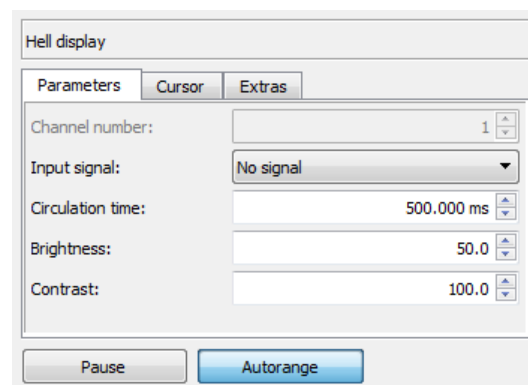 Hell display
Parameters Cursor Extras
Channel number: 1
Input signal: No signal
Circulation time: 500.000 ms
Brightness: 50.0
Contrast: 100.0
Pause Autorange